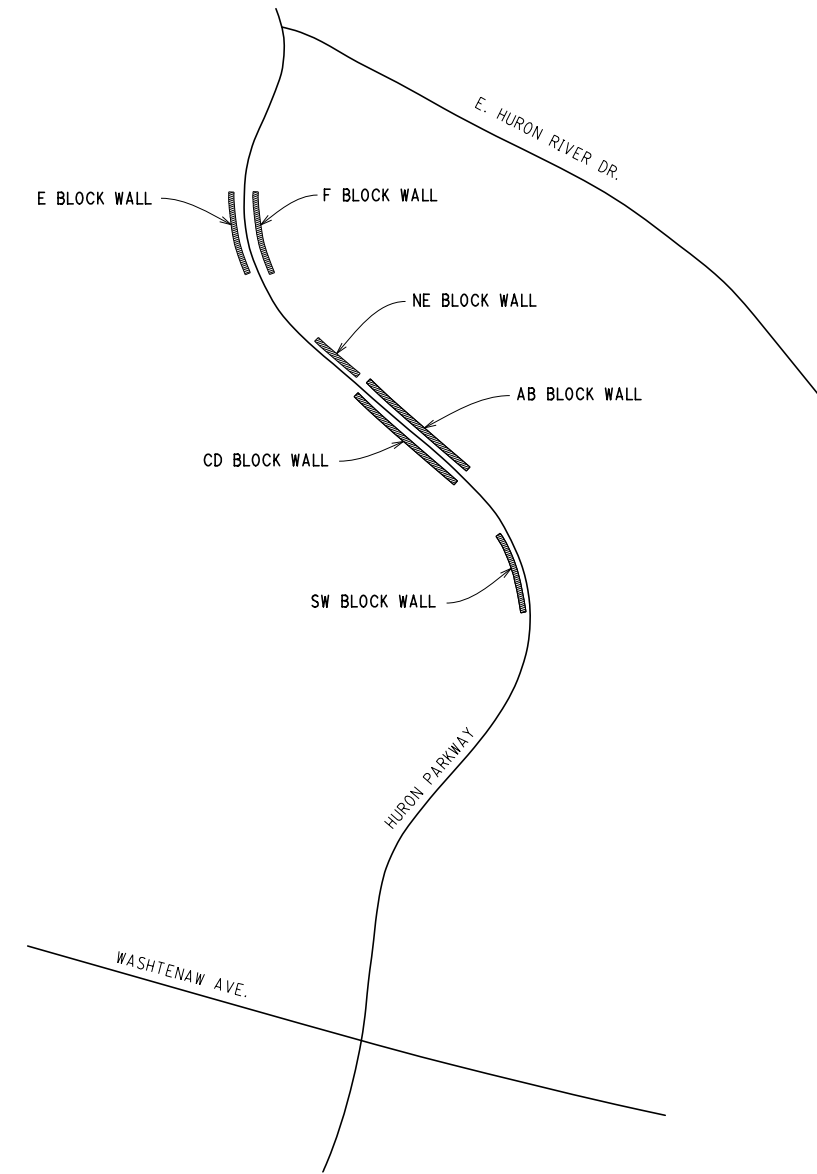 E. HURON RIVER DR.
E BLOCK WALL
F BLOCK WALL
NE BLOCK WALL
AB BLOCK WALL
CD BLOCK WALL
SW BLOCK WALL
HURON PARKWAY
WASHTENAW AVE.